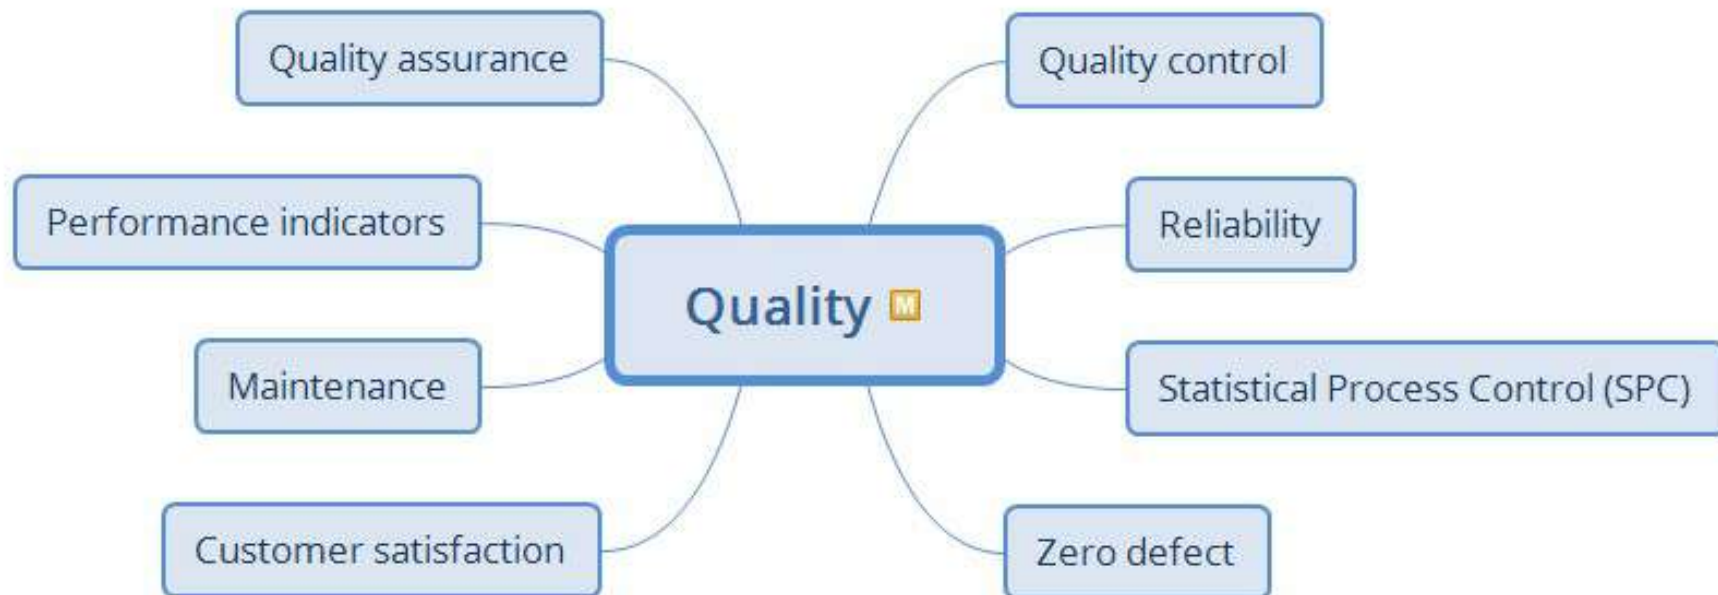 Quality assurance
Quality control
Performance indicators
Reliability
Quality M
Maintenance
Statistical Process Control (SPC)
Customer satisfaction
Zero defect